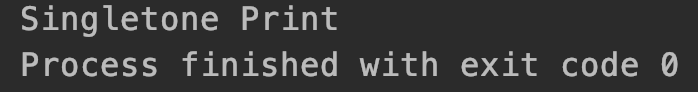 Singletone Print
Process finished with exit code 0